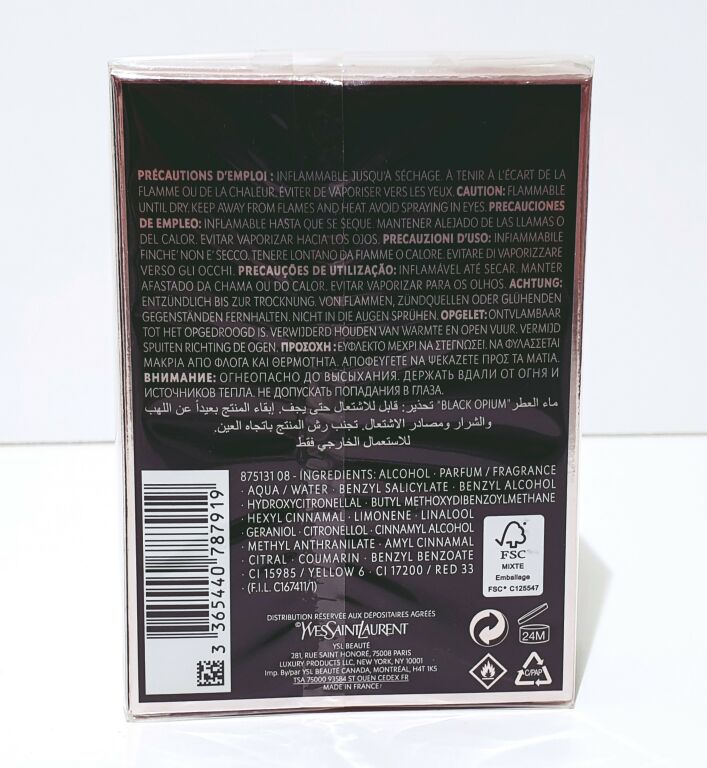 PRÉCAUTIONS D'EMPLOI : INFLAMMABLE JUSQU'À SÉCHAGE. À TENIR À L'ÉCART DE LA
FLAMME OU DE LA CHALEUR. ÉVITER DE VAPORISER VERS LES YEUX. CAUTION: FLAMMABLE
UNTIL DRY. KEEP AWAY FROM FLAMES AND HEAT. AVOID SPRAYING IN EYES. PRECAUCIONES
DE EMPLEO: INFLAMABLE HASTA QUE SE SEQUE. MANTENER ALEJADO DE LAS LLAMAS O
DEL CALOR. EVITAR VAPORIZAR HACIA LOS OJOS. PRECAUZIONI D'USO: INFIAMMABILE
FINCHE' NON E' SECCO. TENERE LONTANO DA FIAMME O CALORE. EVITARE DI VAPORIZZARE
VERSO GLI OCCHI. PRECAUÇÕES DE UTILIZAÇÃO: INFLAMÁVEL ATÉ SECAR. MANTER
AFASTADO DA CHAMA OU DO CALOR. EVITAR VAPORIZAR PARA OS OLHOS. ACHTUNG:
ENTZÜNDLICH BIS ZUR TROCKNUNG. VON FLAMMEN, ZÜNDQUELLEN ODER GLÜHENDEN
GEGENSTÄNDEN FERNHALTEN. NICHT IN DIE AUGEN SPRÜHEN. OPGELET: ONTVLAMBAAR
TOT HET OPGEDROOGD IS. VERWIJDERD HOUDEN VAN WARMTE EN OPEN VUUR. VERMIJD
SPUITEN RICHTING DE OGEN. ΠΡΟΣΟΧΗ : ΕΥΦΛΕΚΤΟ ΜΕΧΡΙ ΝΑ ΣΤΕΓΝΩΣΕΙ. ΝΑ ΦΥΛΑΣΣΕΤΑΙ
ΜΑΚΡΙΑ ΑΠΟ ΦΛΟΓΑ ΚΑΙ ΘΕΡΜΟΤΗΤΑ. ΑΠΟΦΕΥΓΕΤΕ ΝΑ ΨΕΚΑΖΕΤΕ ΠΡΟΣ ΤΑ ΜΑΤΙΑ.
ВНИМАНИЕ: ОГНЕОПАСНО ДО ВЫСЫХАНИЯ. ДЕРЖАТЬ ВДАЛИ ОТ ОГНЯ И
ИСТОЧНИКОВ ТЕПЛА. НЕ ДОПУСКАТЬ ПОПАДАНИЯ В ГЛАЗА.
ماء العطر "BLACK OPIUM" تحذير: قابل للاشتعال حتى يجف. إبقاء المنتج بعيداً عن اللهب
والشرار ومصادر الاشتعال. تجنب رش المنتج باتجاه العين.
للاستعمال الخارجي فقط
875131 08 - INGREDIENTS: ALCOHOL · PARFUM / FRAGRANCE
· AQUA / WATER · BENZYL SALICYLATE · BENZYL ALCOHOL
· HYDROXYCITRONELLAL · BUTYL METHOXYDIBENZOYLMETHANE
· HEXYL CINNAMAL · LIMONENE · LINALOOL
· GERANIOL · CITRONELLOL · CINNAMYL ALCOHOL
· METHYL ANTHRANILATE · AMYL CINNAMAL
· CITRAL · COUMARIN · BENZYL BENZOATE
· CI 15985 / YELLOW 6 · CI 17200 / RED 33
(F.I.L. C167411/1)
3 365440 787919
FSC
MIXTE
Emballage
FSC® C125547
DISTRIBUTION RÉSERVÉE AUX DÉPOSITAIRES AGRÉÉS
©YVESSAINTLAURENT
YSL BEAUTÉ
281, RUE SAINT HONORÉ, 75008 PARIS
LUXURY PRODUCTS LLC, NEW YORK, NY 10001
Imp. By/par YSL BEAUTÉ CANADA, MONTRÉAL, H4T 1K5
TSA 75000 93584 ST OUEN CEDEX FR
MADE IN FRANCE
24M
C/PAP